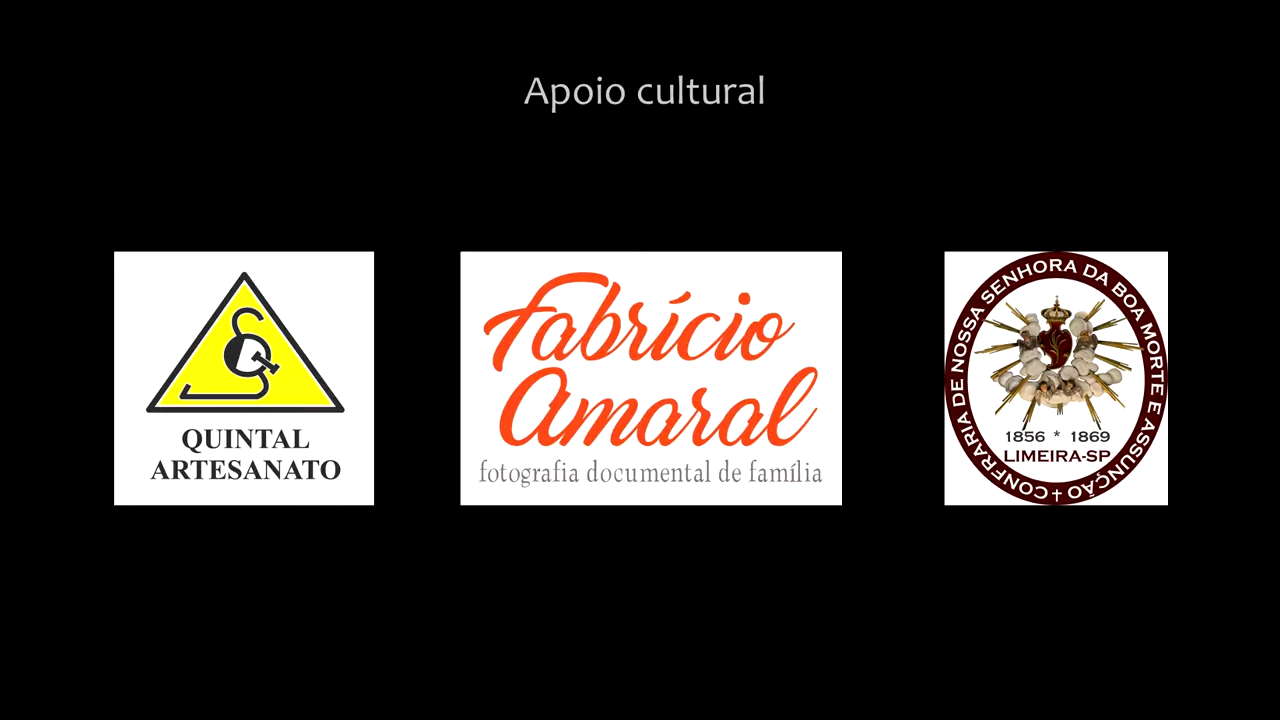 Apoio cultural
QUINTAL
ARTESANATO
Fabrício
Amaral
fotografia documental de família
CONFRARIA DE NOSSA SENHORA DA BOA MORTE E ASSUNÇÃO †
1856 * 1869
LIMEIRA-SP